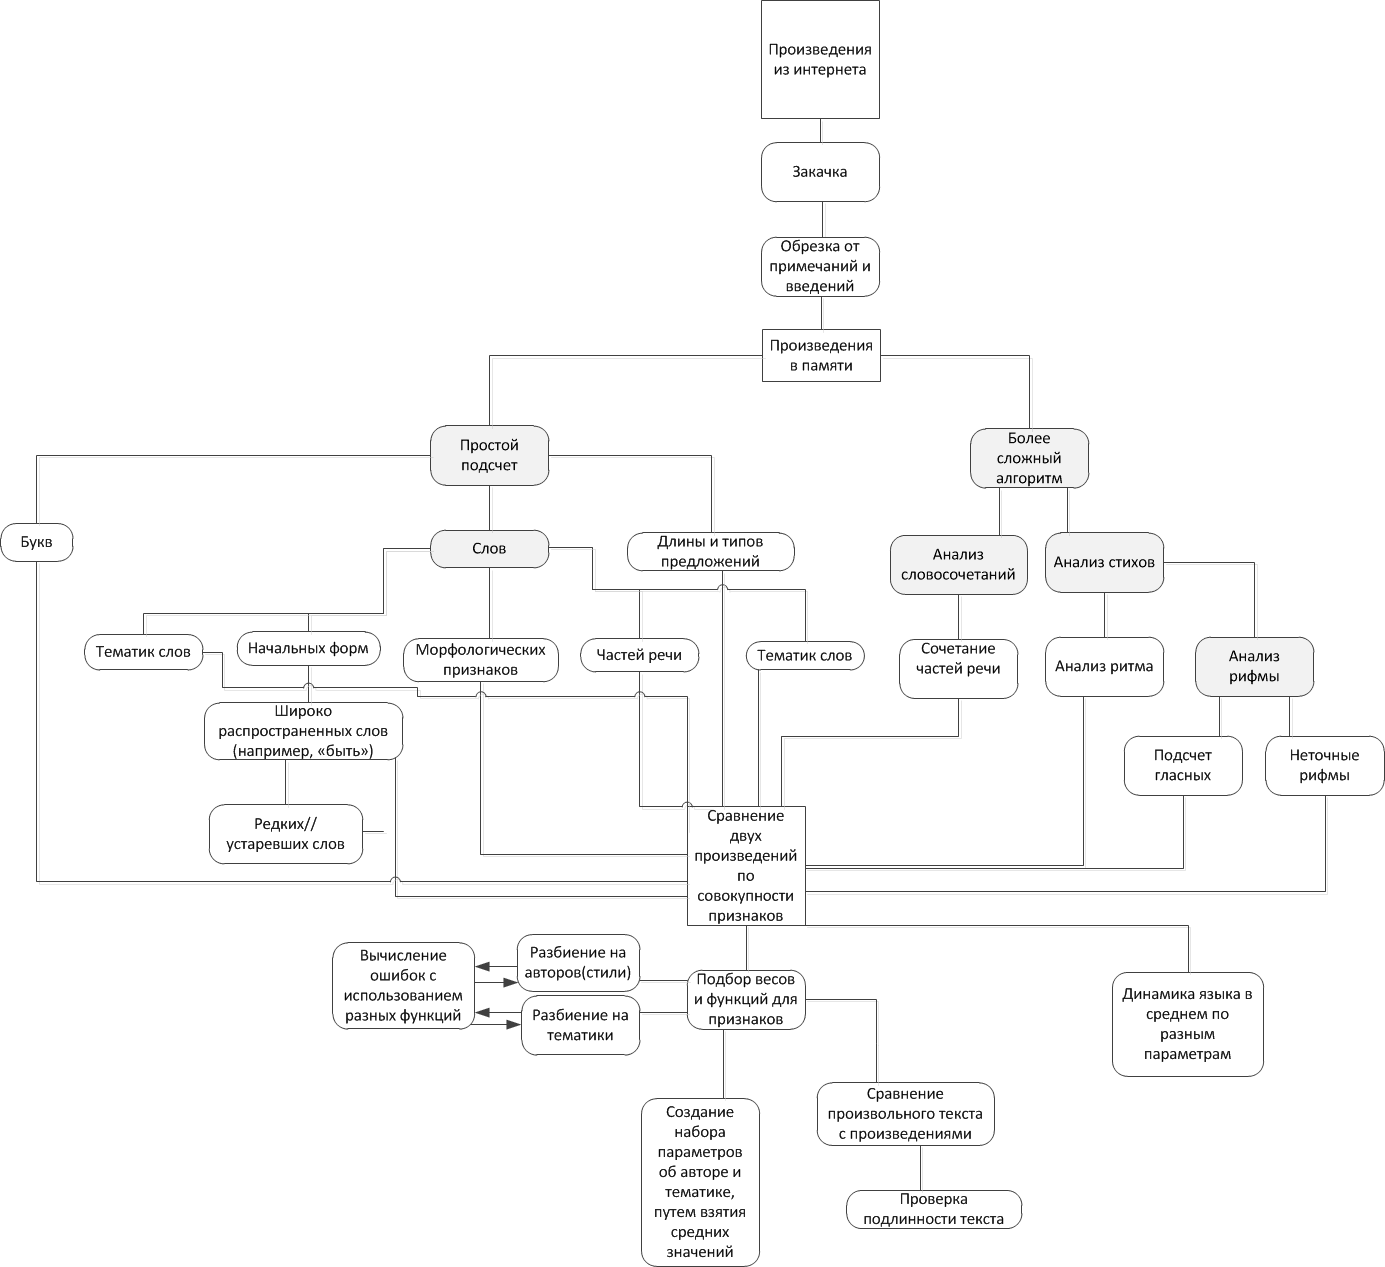 Произведения
из интернета
Закачка
Обрезка от
примечаний и
введений
Произведения
в памяти
Простой
подсчет
Более
сложный
алгоритм
Букв
Слов
Длины и типов
предложений
Анализ
словосочетаний
Анализ стихов
Тематик слов
Начальных форм
Морфологических
признаков
Частей речи
Тематик слов
Сочетание
частей речи
Анализ ритма
Анализ
рифмы
Широко
распространенных слов
(например, «быть»)
Подсчет
гласных
Неточные
рифмы
Редких//
устаревших слов
Сравнение
двух
произведений
по
совокупности
признаков
Вычисление
ошибок с
использованием
разных функций
Разбиение на
авторов(стили)
Разбиение на
тематики
Подбор весов
и функций для
признаков
Динамика языка в
среднем по
разным
параметрам
Создание
набора
параметров
об авторе и
тематике,
путем взятия
средних
значений
Сравнение
произвольного текста
с произведениями
Проверка
подлинности текста